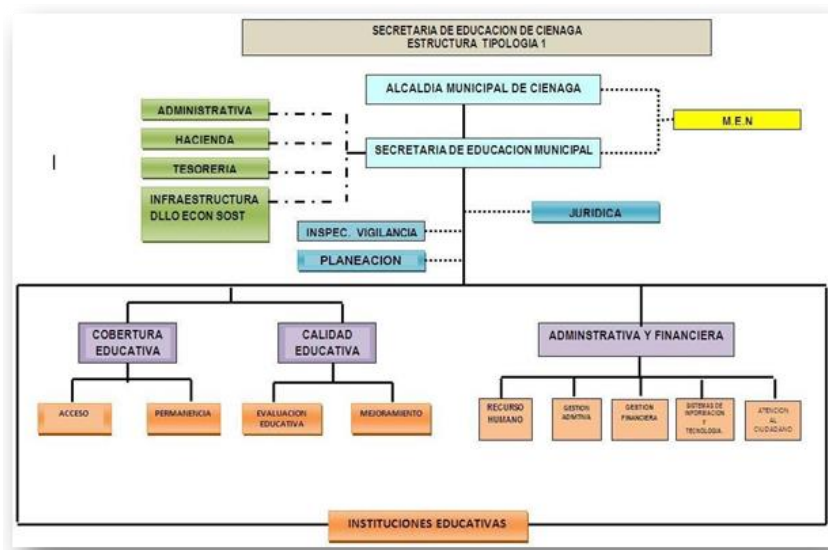 SECRETARIA DE EDUCACION DE CIENAGA
ESTRUCTURA TIPOLOGIA 1
ALCALDIA MUNICIPAL DE CIENAGA
ADMINISTRATIVA
M.E.N
HACIENDA
SECRETARIA DE EDUCACION MUNICIPAL
TESORERIA
INFRAESTRUCTURA
DLLO ECON SOST
JURIDICA
INSPEC. VIGILANCIA
PLANEACION
COBERTURA
EDUCATIVA
CALIDAD
EDUCATIVA
ADMINSTRATIVA Y FINANCIERA
ACCESO
PERMANENCIA
EVALUACION
EDUCATIVA
MEJORAMIENTO
RECURSO
HUMANO
GESTION
ADMTIVA
GESTION
FINANCIERA
SISTEMAS DE
INFORMACION
Y
TECNOLOGIA.
ATENCION
AL
CIUDADANO
INSTITUCIONES EDUCATIVAS